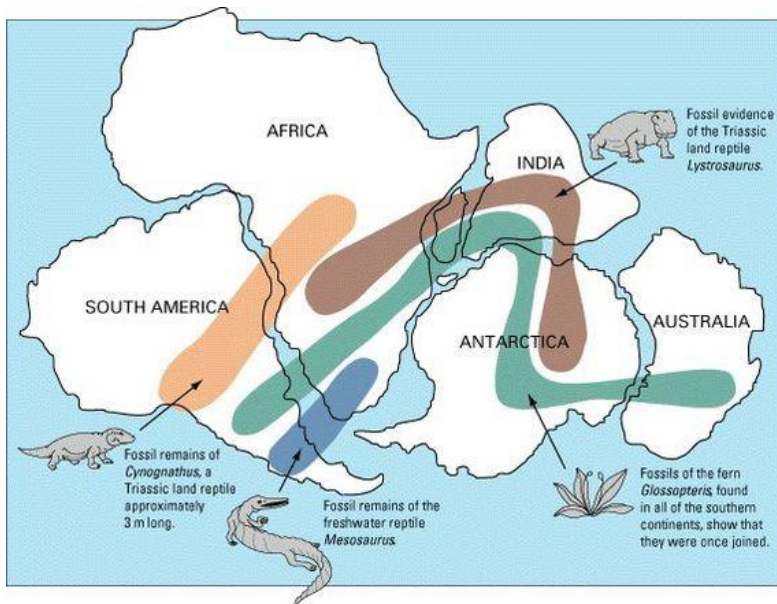 AFRICA
Fossil evidence
of the Triassic
land reptile
Lystrosaurus.
INDIA
SOUTH AMERICA
ANTARCTICA
AUSTRALIA
Fossil remains of
Cynognathus, a
Triassic land reptile
approximately
3 m long.
Fossil remains of the
freshwater reptile
Mesosaurus.
Fossils of the fern
Glossopteris, found
in all of the southern
continents, show that
they were once joined.